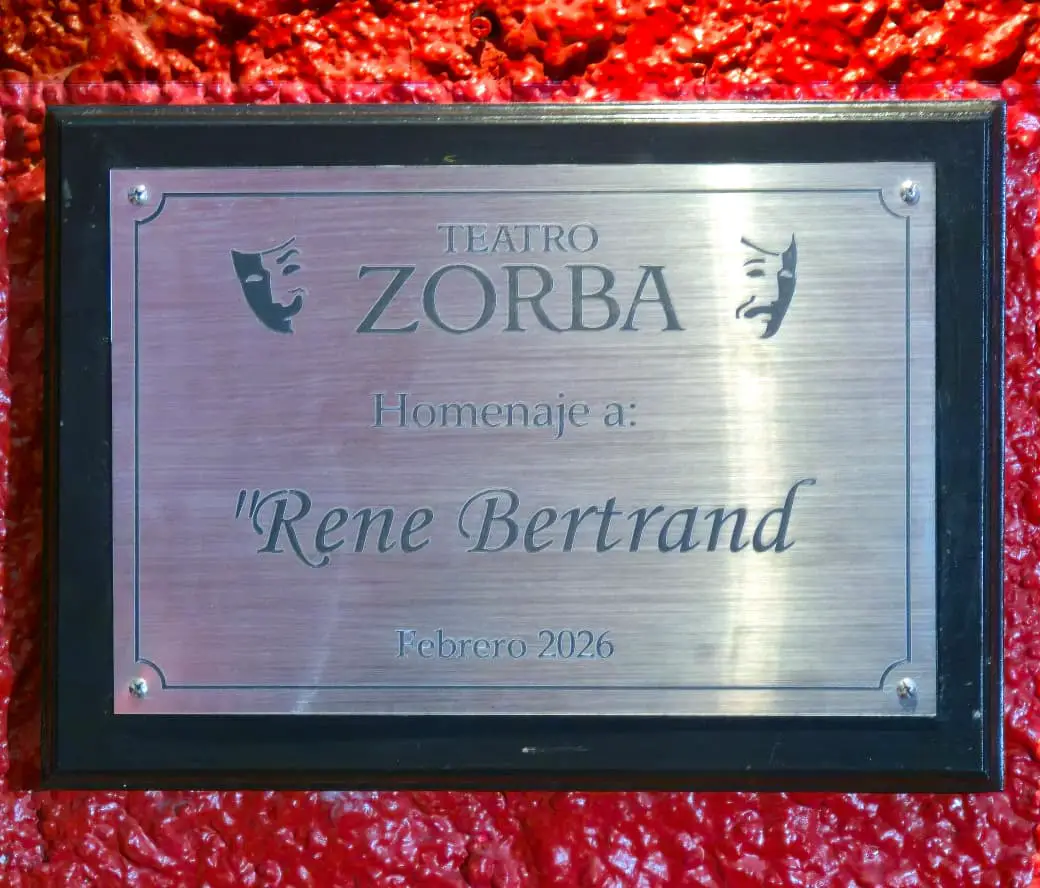 TEATRO
ZORBA
Homenaje a:
"Rene Bertrand
Febrero 2026